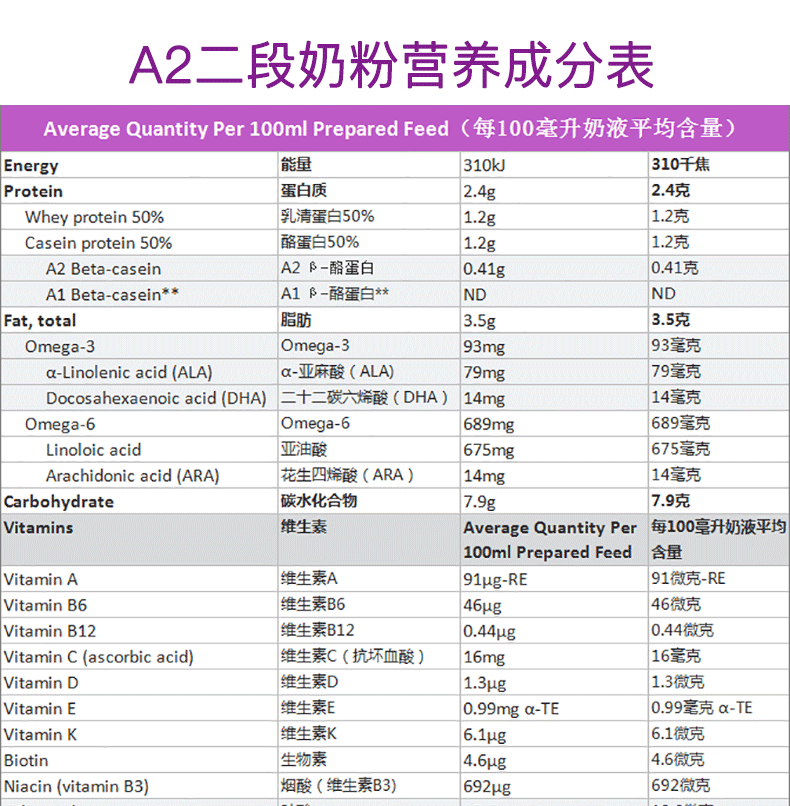 A2二段奶粉营养成分表
Average Quantity Per 100ml Prepared Feed（每100毫升奶液平均含量）
Energy 能量 310kJ 310千焦
Protein 蛋白质 2.4g 2.4克
Whey protein 50% 乳清蛋白50% 1.2g 1.2克
Casein protein 50% 酪蛋白50% 1.2g 1.2克
A2 Beta-casein A2 β-酪蛋白 0.41g 0.41克
A1 Beta-casein** A1 β-酪蛋白** ND ND
Fat, total 脂肪 3.5g 3.5克
Omega-3 Omega-3 93mg 93毫克
α-Linolenic acid (ALA) α-亚麻酸（ALA） 79mg 79毫克
Docosahexaenoic acid (DHA) 二十二碳六烯酸（DHA） 14mg 14毫克
Omega-6 Omega-6 689mg 689毫克
Linoloic acid 亚油酸 675mg 675毫克
Arachidonic acid (ARA) 花生四烯酸（ARA） 14mg 14毫克
Carbohydrate 碳水化合物 7.9g 7.9克
Vitamins 维生素 Average Quantity Per 每100毫升奶液平均
100ml Prepared Feed 含量
Vitamin A 维生素A 91µg-RE 91微克-RE
Vitamin B6 维生素B6 46µg 46微克
Vitamin B12 维生素B12 0.44µg 0.44微克
Vitamin C (ascorbic acid) 维生素C（抗坏血酸） 16mg 16毫克
Vitamin D 维生素D 1.3µg 1.3微克
Vitamin E 维生素E 0.99mg α-TE 0.99毫克 α-TE
Vitamin K 维生素K 6.1µg 6.1微克
Biotin 生物素 4.6µg 4.6微克
Niacin (vitamin B3) 烟酸（维生素B3） 692µg 692微克